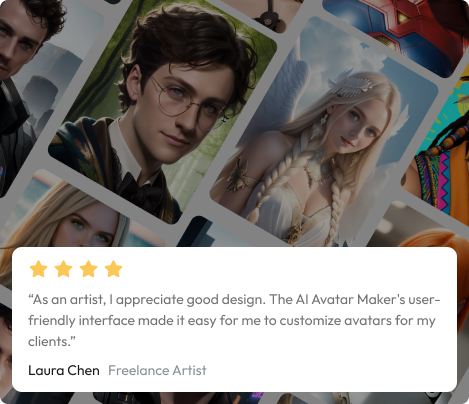 “As an artist, I appreciate good design. The AI Avatar Maker's user-
friendly interface made it easy for me to customize avatars for my
clients.”
Laura Chen Freelance Artist